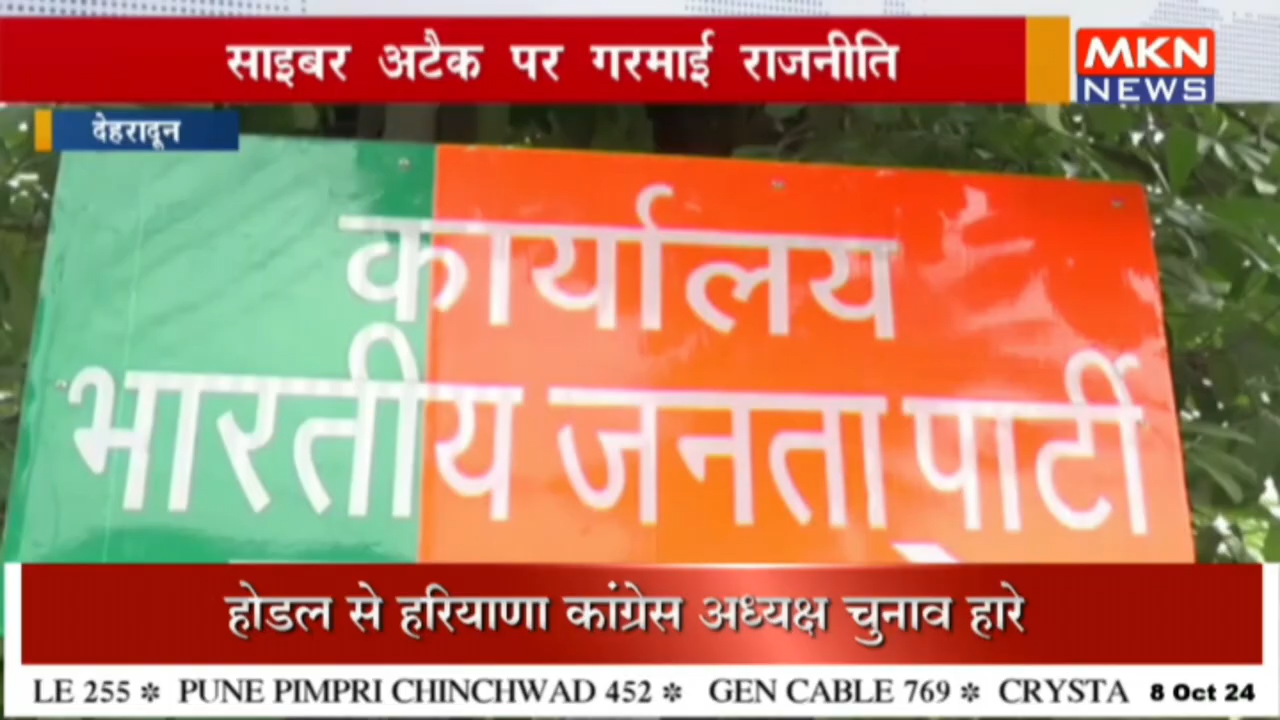 साइबर अटैक पर गरमाई राजनीति
MKN
NEWS
देहरादून
कार्यालय
भारतीय जनता पार्टी
होडल से हरियाणा कांग्रेस अध्यक्ष चुनाव हारे
LE 255 ✲ PUNE PIMPRI CHINCHWAD 452 ✲ GEN CABLE 769 ✲ CRYSTA 8 Oct 24